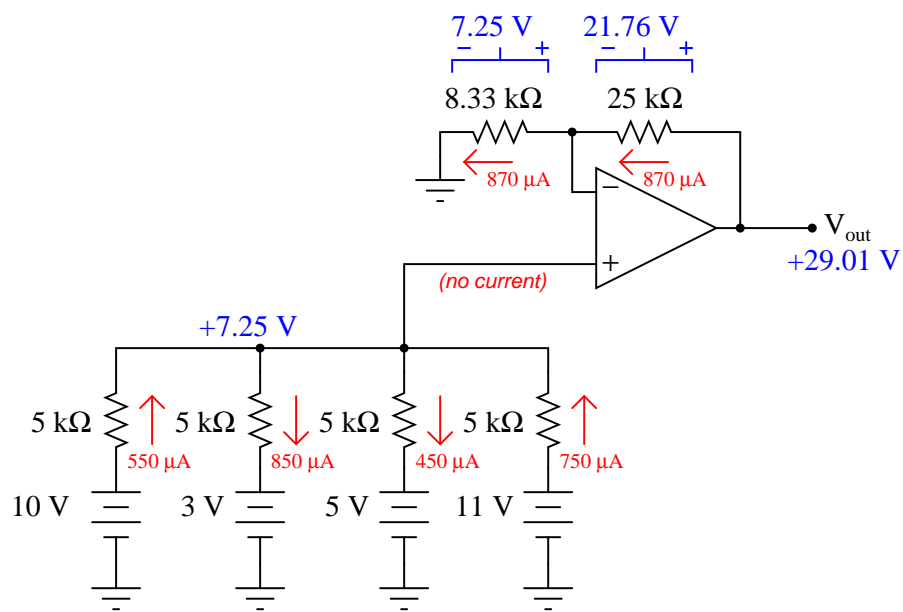 7.25 V 21.76 V
− + − +
8.33 kΩ 25 kΩ
870 µA 870 µA
−
Vout
+29.01 V
+
(no current)
+7.25 V
5 kΩ 5 kΩ 5 kΩ 5 kΩ
550 µA 850 µA 450 µA 750 µA
10 V 3 V 5 V 11 V